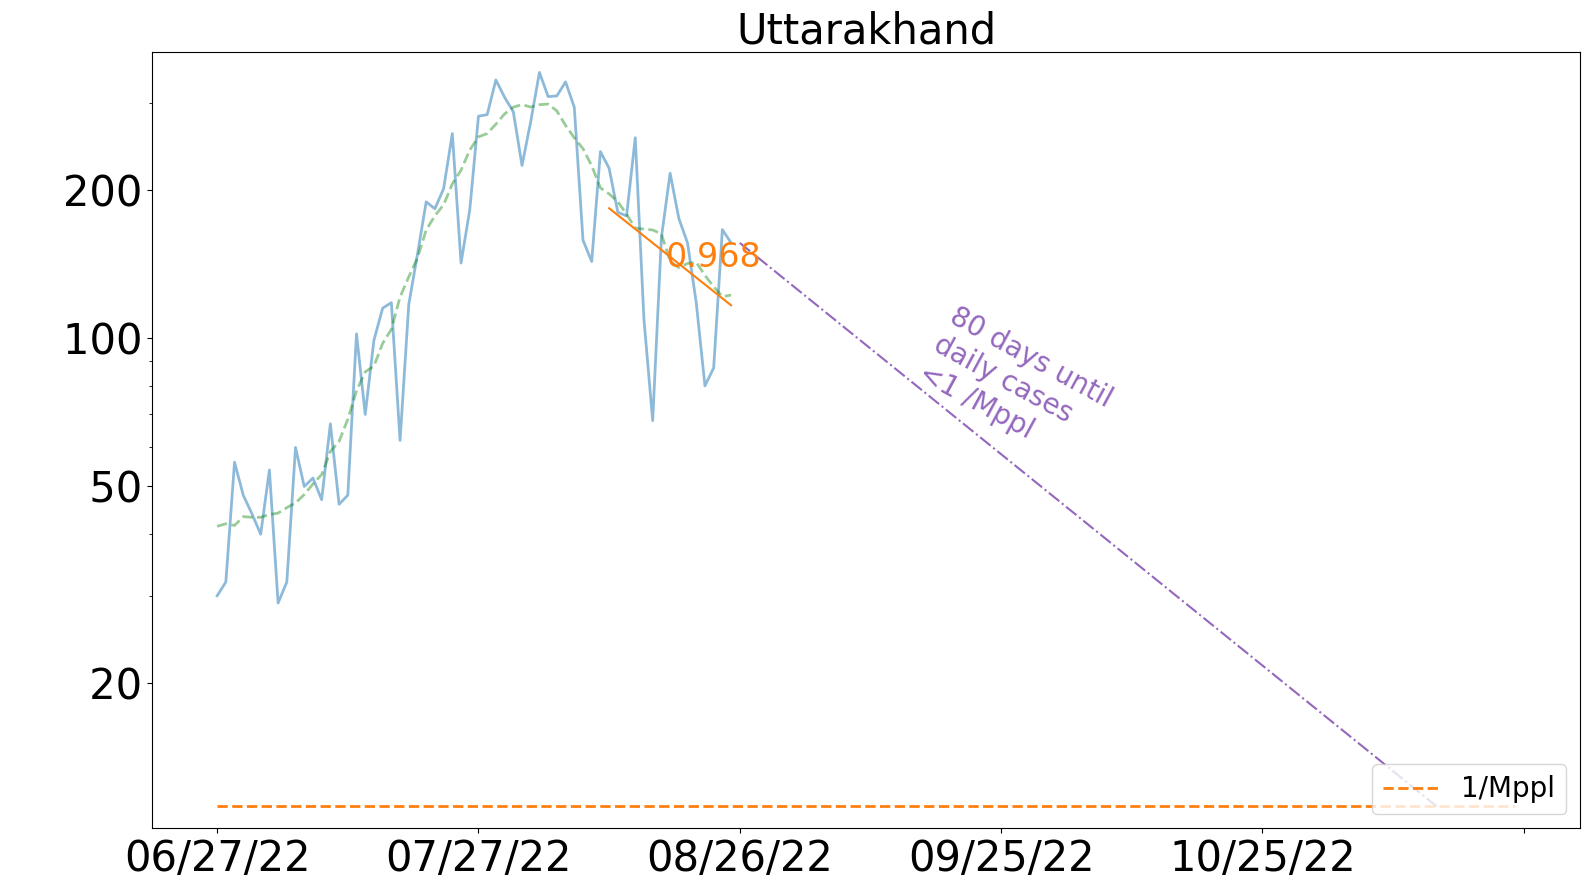 Uttarakhand
200
100
50
20
0.968
80 days until
daily cases
<1 /Mppl
1/Mppl
06/27/22
07/27/22
08/26/22
09/25/22
10/25/22